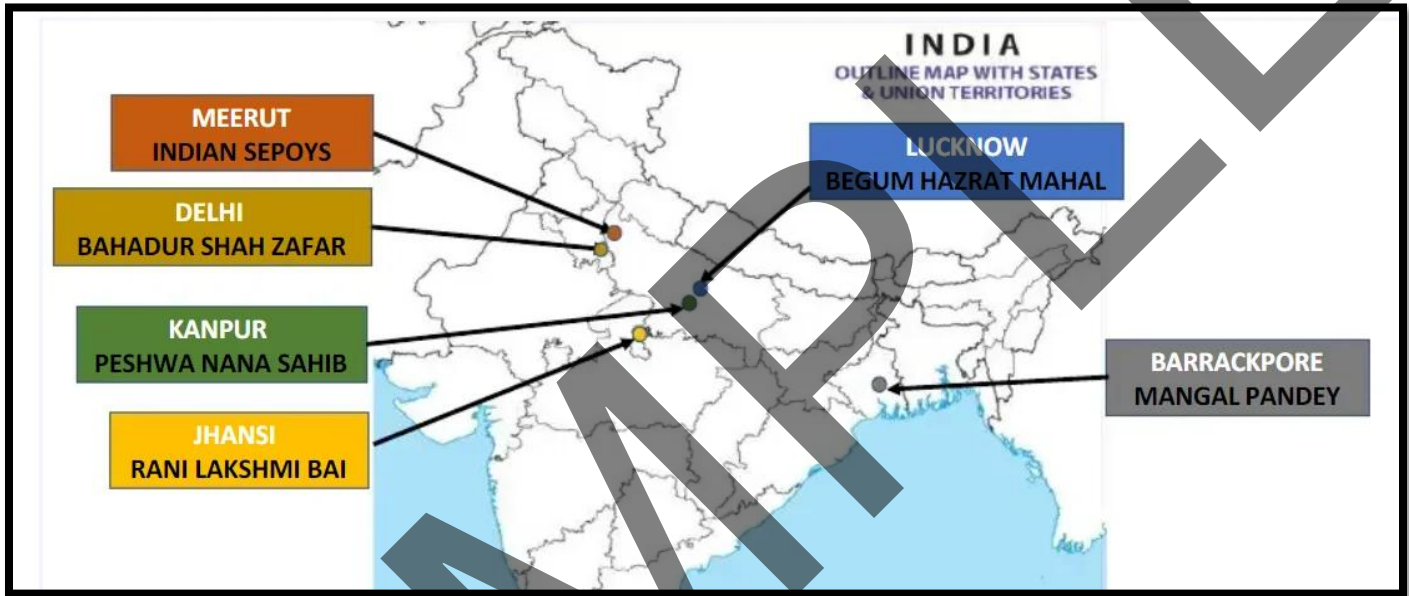 INDIA
OUTLINE MAP WITH STATES
& UNION TERRITORIES
MEERUT
INDIAN SEPOYS
LUCKNOW
BEGUM HAZRAT MAHAL
DELHI
BAHADUR SHAH ZAFAR
KANPUR
PESHWA NANA SAHIB
BARRACKPORE
MANGAL PANDEY
JHANSI
RANI LAKSHMI BAI